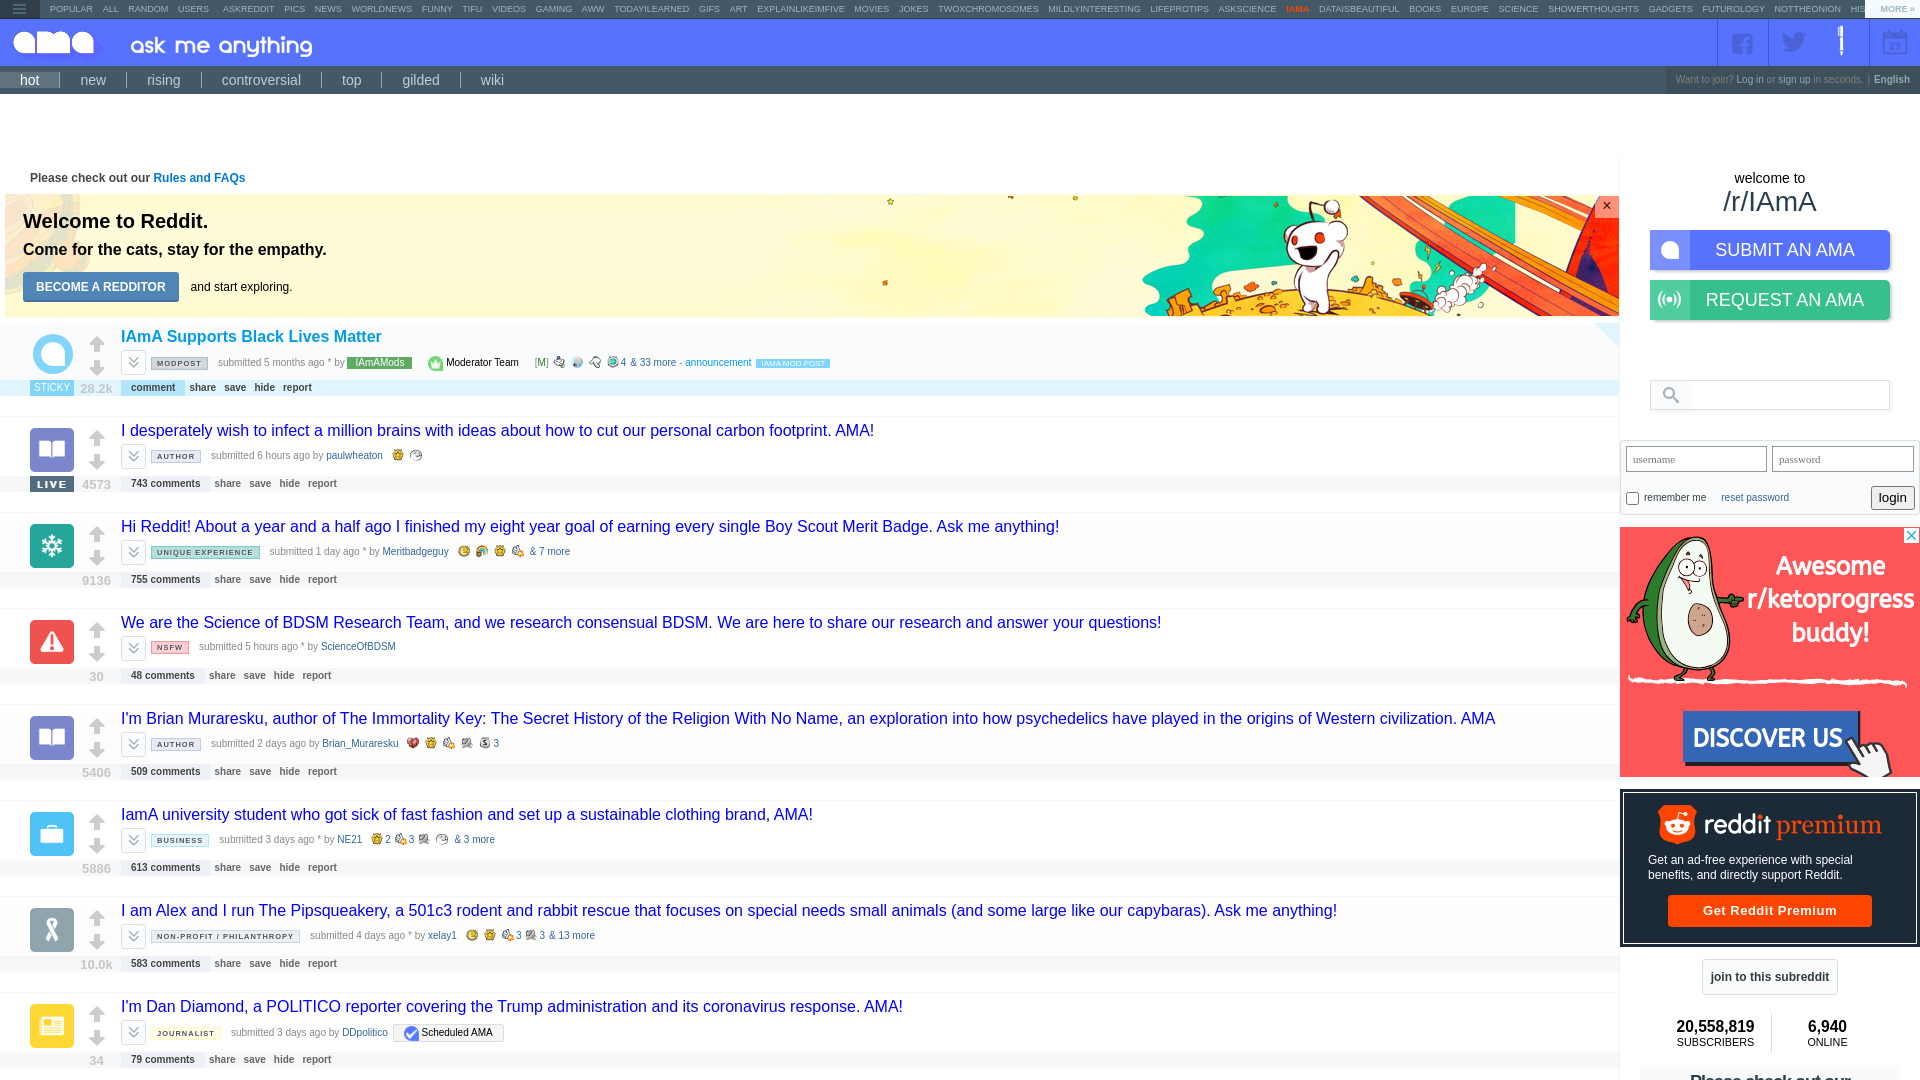 POPULAR ALL RANDOM USERS ASKREDDIT PICS NEWS WORLDNEWS FUNNY TIFU VIDEOS GAMING AWW TODAYILEARNED GIFS ART EXPLAINLIKEIMFIVE MOVIES JOKES TWOXCHROMOSOMES MILDLYINTERESTING LIFEPROTIPS ASKSCIENCE IAMA DATAISBEAUTIFUL BOOKS EUROPE SCIENCE SHOWERTHOUGHTS GADGETS FUTUROLOGY NOTTHEONION HIS MORE »
ama ask me anything 23
hot new rising controversial top gilded wiki
Want to join? Log in or sign up in seconds. | English
Please check out our Rules and FAQs
Welcome to Reddit.
Come for the cats, stay for the empathy.
BECOME A REDDITOR and start exploring.
×
IAmA Supports Black Lives Matter
MODPOST submitted 5 months ago * by IAmAMods Moderator Team [M] 4 & 33 more - announcement IAMA MOD POST
STICKY 28.2k comment share save hide report
I desperately wish to infect a million brains with ideas about how to cut our personal carbon footprint. AMA!
AUTHOR submitted 6 hours ago by paulwheaton
LIVE 4573 743 comments share save hide report
Hi Reddit! About a year and a half ago I finished my eight year goal of earning every single Boy Scout Merit Badge. Ask me anything!
UNIQUE EXPERIENCE submitted 1 day ago * by Meritbadgeguy & 7 more
9136 755 comments share save hide report
We are the Science of BDSM Research Team, and we research consensual BDSM. We are here to share our research and answer your questions!
NSFW submitted 5 hours ago * by ScienceOfBDSM
30 48 comments share save hide report
I'm Brian Muraresku, author of The Immortality Key: The Secret History of the Religion With No Name, an exploration into how psychedelics have played in the origins of Western civilization. AMA
AUTHOR submitted 2 days ago by Brian_Muraresku 3
5406 509 comments share save hide report
IamA university student who got sick of fast fashion and set up a sustainable clothing brand, AMA!
BUSINESS submitted 3 days ago * by NE21 2 3 & 3 more
5886 613 comments share save hide report
I am Alex and I run The Pipsqueakery, a 501c3 rodent and rabbit rescue that focuses on special needs small animals (and some large like our capybaras). Ask me anything!
NON-PROFIT / PHILANTHROPY submitted 4 days ago * by xelay1 3 3 & 13 more
10.0k 583 comments share save hide report
I'm Dan Diamond, a POLITICO reporter covering the Trump administration and its coronavirus response. AMA!
JOURNALIST submitted 3 days ago by DDpolitico Scheduled AMA
34 79 comments share save hide report
welcome to
/r/IAmA
SUBMIT AN AMA
REQUEST AN AMA
username password
remember me reset password login
Awesome
r/ketoprogress
buddy!
DISCOVER US
reddit premium
Get an ad-free experience with special
benefits, and directly support Reddit.
Get Reddit Premium
join to this subreddit
20,558,819 6,940
SUBSCRIBERS ONLINE
Please check out our